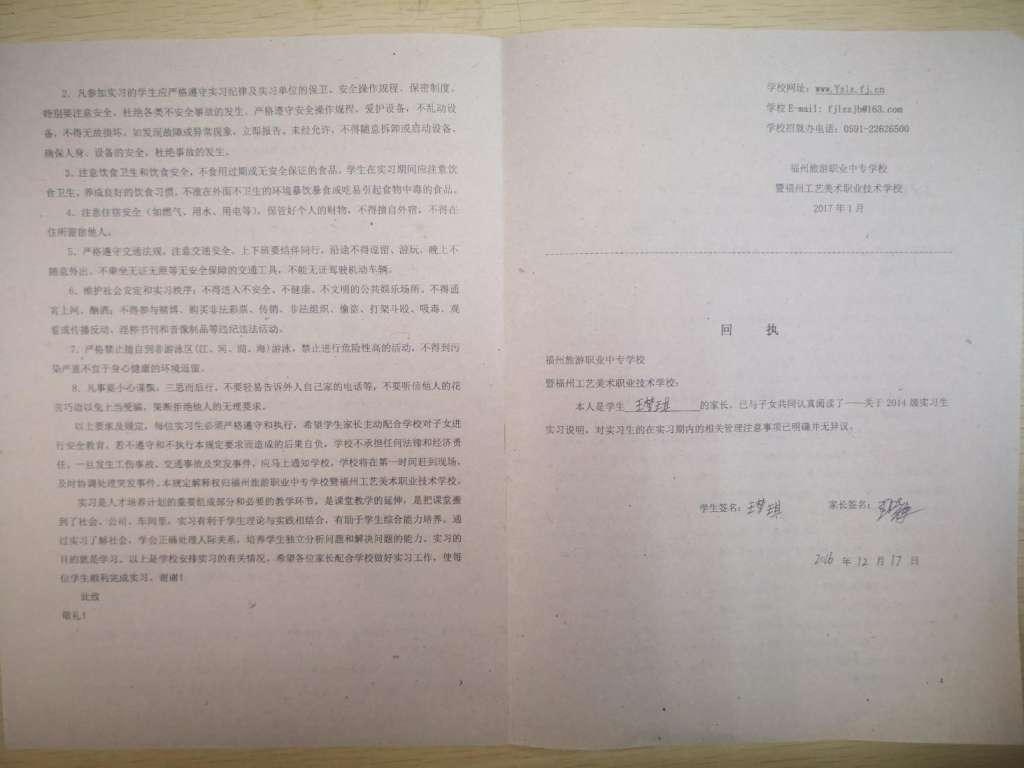 2、凡参加实习的学生应严格遵守实习纪律及实习单位的保卫、安全操作规程、保密制度。
特别要注意安全，杜绝各类不安全事故的发生。严格遵守安全操作规程，爱护设备，不乱动设
备，不得无故损坏。如发现故障或异常现象，立即报告。未经允许，不得随意拆卸或启动设备。
确保人身、设备的安全，杜绝事故的发生。
3、注意饮食卫生和饮食安全，不食用过期或无安全保证的食品。学生在实习期间应注意饮
食卫生，养成良好的饮食习惯。不准在外面不卫生的环境暴饮暴食或吃易引起食物中毒的食品。
4、注意住宿安全（如燃气、用水、用电等），保管好个人的财物，不得擅自外宿，不得在
住所留宿他人。
5、严格遵守交通法规，注意交通安全。上下班要结伴同行，沿途不得逗留、游玩，晚上不
随意外出。不乘坐无证无照等无安全保障的交通工具，不能无证驾驶机动车辆。
6、维护社会安定和实习秩序：不得进入不安全、不健康、不文明的公共娱乐场所。不得通
宵上网、酗酒；不得参与赌博、购买非法彩票、传销、非法组织、偷盗、打架斗殴、吸毒、观
看或传播反动、淫秽书刊和音像制品等违纪违法活动。
7、严格禁止擅自到非游泳区(江、河、湖、海)游泳，禁止进行危险性高的活动，不得到污
染严重不宜于身心健康的环境逗留。
8、凡事要小心谨慎，三思而后行，不要轻易告诉外人自己家的电话等，不要听信他人的花
言巧语以免上当受骗，果断拒绝他人的无理要求。
以上要求及规定，每位实习生必须严格遵守和执行，希望学生家长主动配合学校对子女进
行安全教育。若不遵守和不执行本规定要求而造成的后果自负，学校不承担任何法律和经济责
任。一旦发生工伤事故、交通事故及突发事件，应马上通知学校，学校将在第一时间赶到现场，
及时协调处理突发事件。本规定解释权归福州旅游职业中专学校暨福州工艺美术职业技术学校。
实习是人才培养计划的重要组成部分和必要的教学环节，是课堂教学的延伸，是把课堂搬
到了社会、公司、车间里。实习有利于学生理论与实践相结合，有助于学生综合能力培养。通
过实习了解社会、学会正确处理人际关系，培养学生独立分析问题和解决问题的能力。实习的
目的就是学习。以上是学校安排实习的有关情况，希望各位家长配合学校做好实习工作，使每
位学生顺利完成实习。谢谢！
此致
敬礼！
学校网址：www.Yzlz.fj.cn
学校 E-mail: fjlzzjb@163.com
学校招就办电话：0591-22626500
福州旅游职业中专学校
暨福州工艺美术职业技术学校
2017 年 1 月
回 执
福州旅游职业中专学校
暨福州工艺美术职业技术学校：
本人是学生 王梦琪 的家长，已与子女共同认真阅读了——关于 2014 级实习生
实习说明，对实习生的在实习期内的相关管理注意事项已明确并无异议。
学生签名：王梦琪 家长签名：
2016 年 12 月 17 日